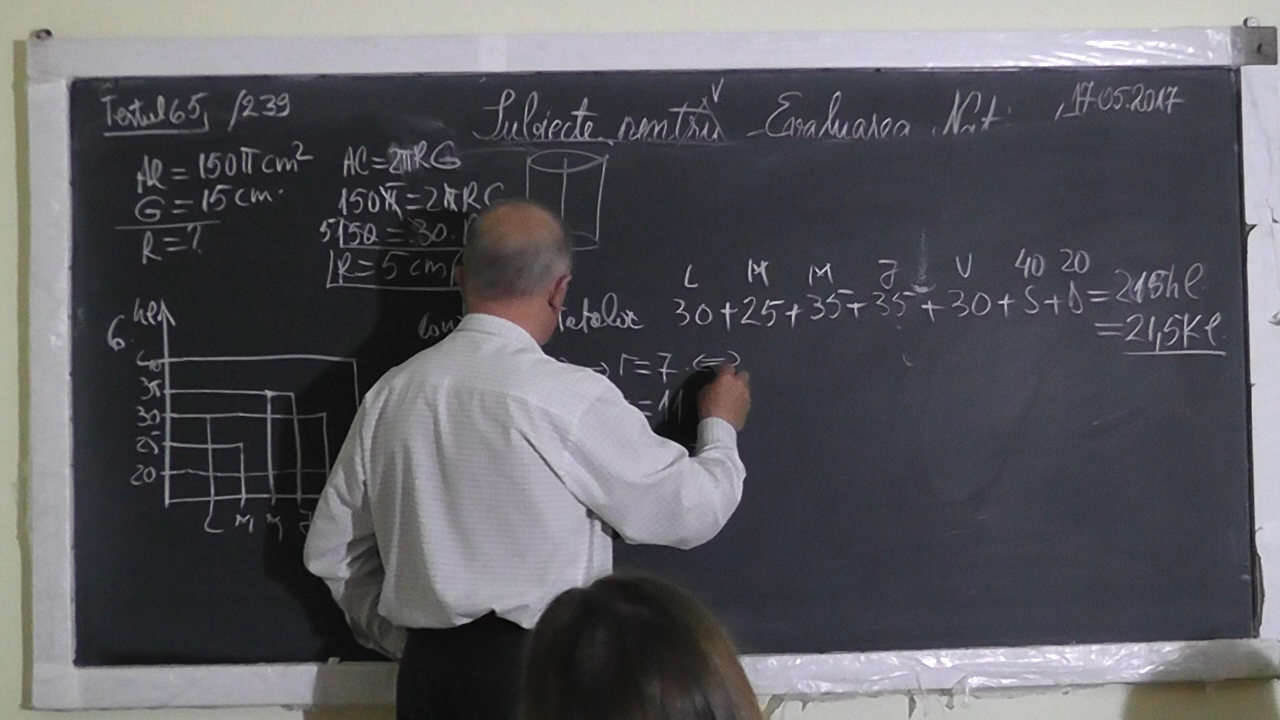 Testul 65, /239
Subiecte pentru Evaluarea Naț. 17.05.2017
Al = 150π cm²
G = 15 cm.
R = ?
AC = 2πRG
150π = 2πRG
150 = 30.
R = 5 cm
6.
hl
35
30
25
20
L M M J
L M M J V 40 20
30+25+35+35+30+S+D = 215hl
= 21,5Kl
r=7 ⇔